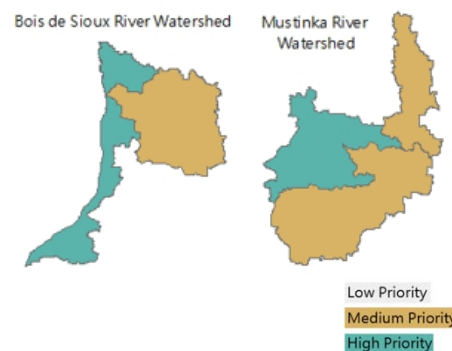 Bois de Sioux River Watershed
Mustinka River
Watershed
Low Priority
Medium Priority
High Priority